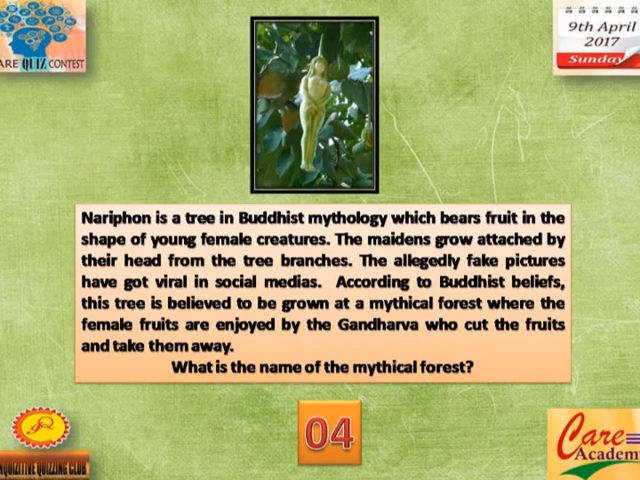 ARE QUIZ CONTEST
9th April
2017
Sunday
Nariphon is a tree in Buddhist mythology which bears fruit in the
shape of young female creatures. The maidens grow attached by
their head from the tree branches. The allegedly fake pictures
have got viral in social medias. According to Buddhist beliefs,
this tree is believed to be grown at a mythical forest where the
female fruits are enjoyed by the Gandharva who cut the fruits
and take them away.
What is the name of the mythical forest?
04
NQUIZITIVE QUIZZING CLUB
Care
Academy